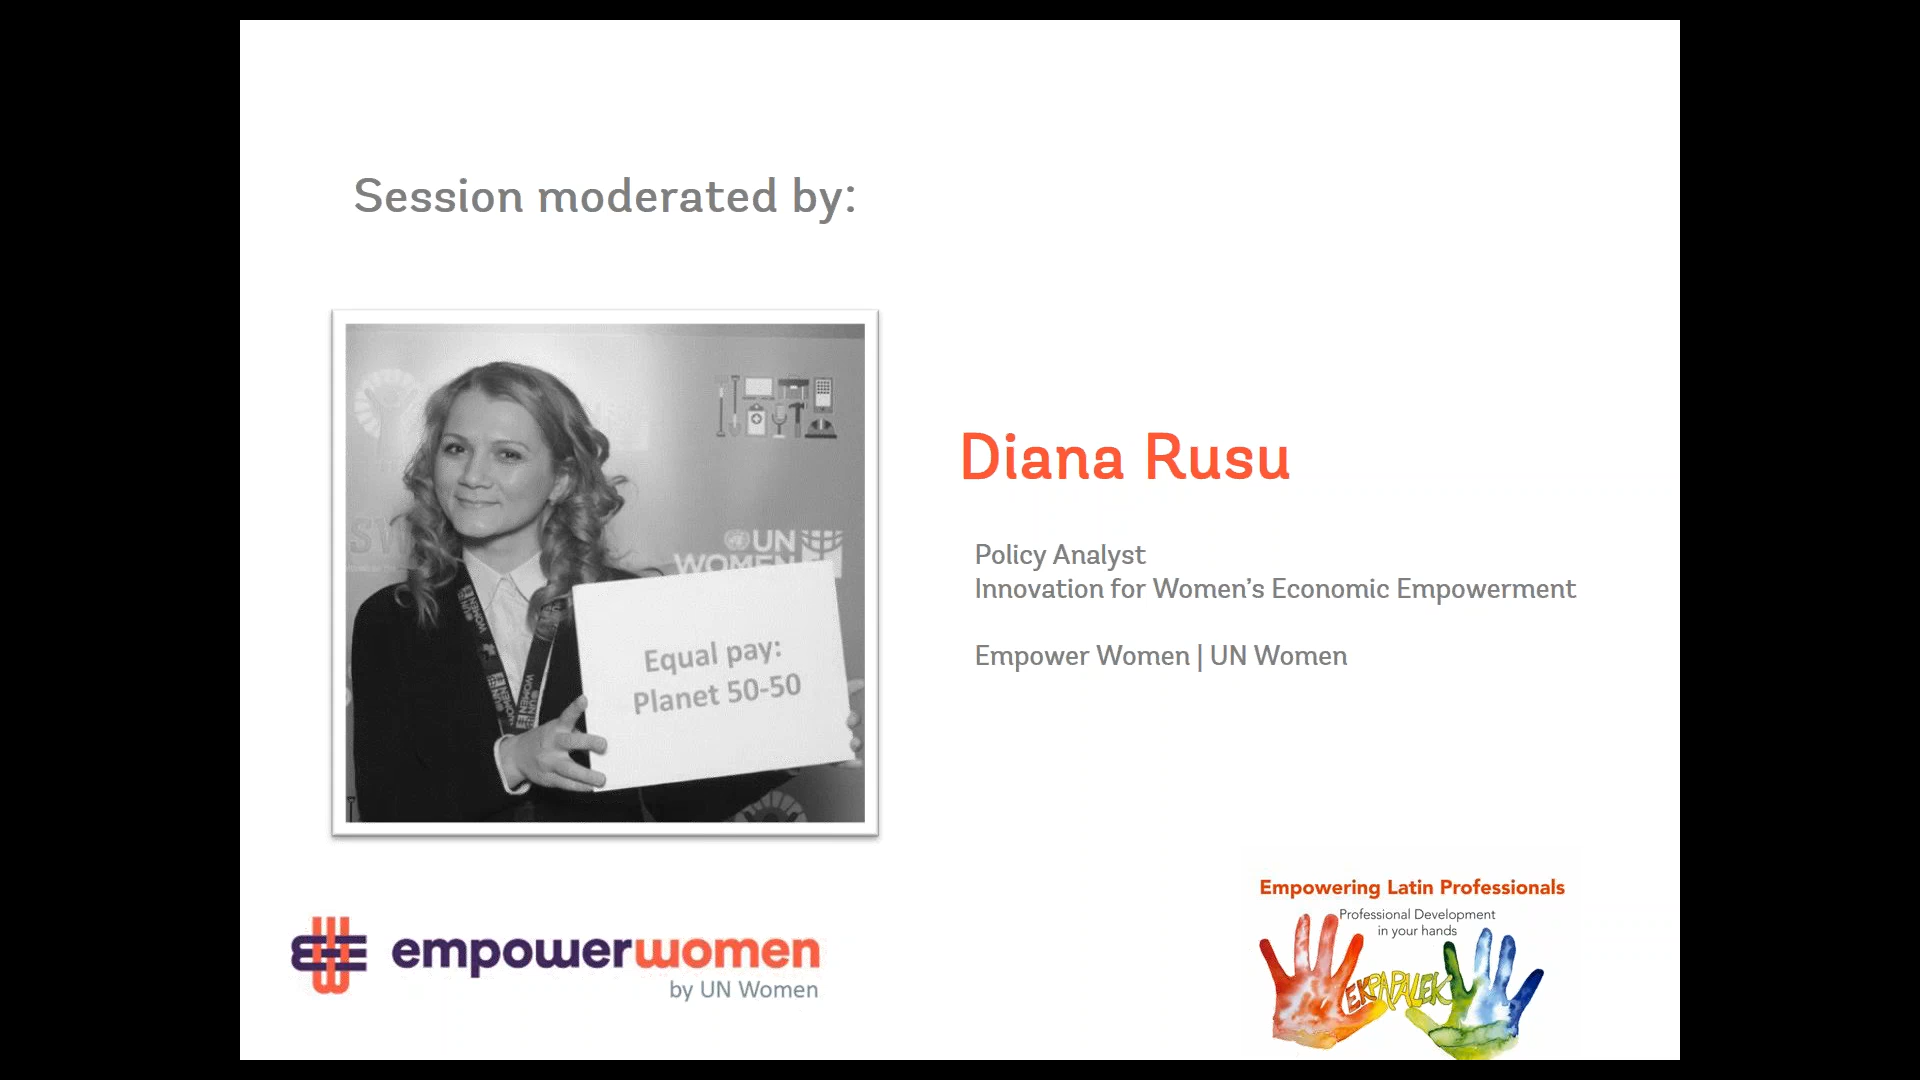 Session moderated by:
UN
WOMEN
Equal pay:
Planet 50-50
Diana Rusu
Policy Analyst
Innovation for Women’s Economic Empowerment
Empower Women | UN Women
empowerwomen
by UN Women
Empowering Latin Professionals
Professional Development
in your hands
EKPAPALEK